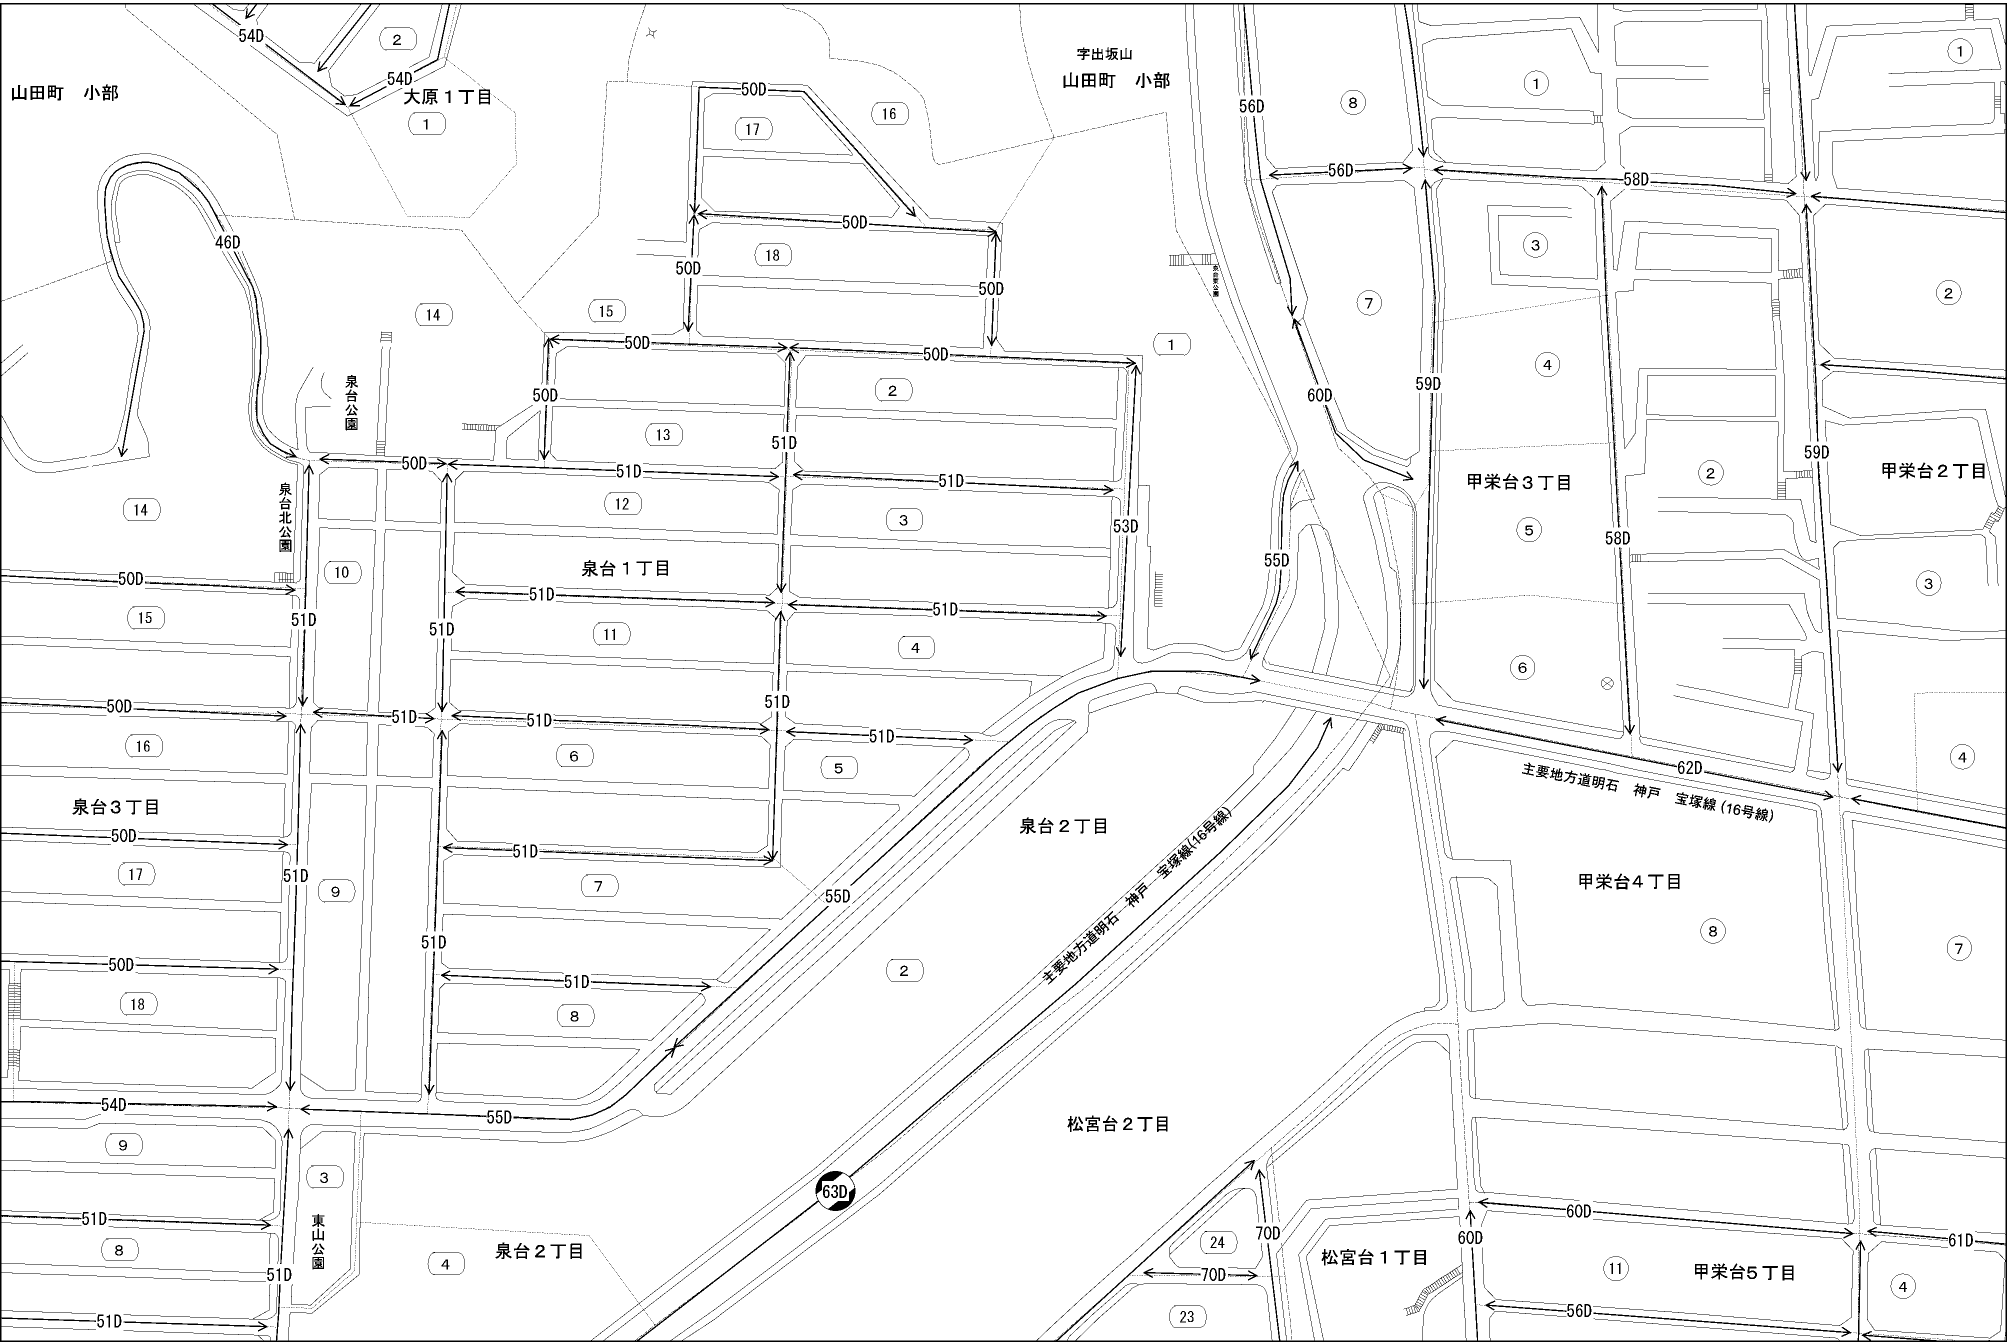 54D
2
54D
大原1丁目
1
山田町　小部
字出坂山
山田町　小部
50D
17
16
56D
8
1
1
56D
58D
50D
46D
18
50D
50D
3
2
7
15
14
50D
50D
1
4
泉台公園
50D
2
60D
59D
13
51D
59D
50D
51D
51D
甲栄台3丁目
2
甲栄台2丁目
泉台北公園
14
12
3
53D
5
58D
10
泉台1丁目
55D
50D
51D
51D
3
15
51D
51D
11
4
6
50D
51D
51D
51D
51D
16
6
5
62D
4
主要地方道明石　神戸　宝塚線(16号線)
泉台3丁目
泉台2丁目
50D
51D
主要地方道明石　神戸　宝塚線(16号線)
17
51D
9
7
55D
甲栄台4丁目
51D
8
7
50D
51D
2
18
8
54D
55D
松宮台2丁目
9
3
63D
51D
60D
24
70D
60D
61D
8
東山公園
泉台2丁目
4
松宮台1丁目
51D
70D
11
甲栄台5丁目
4
51D
23
56D